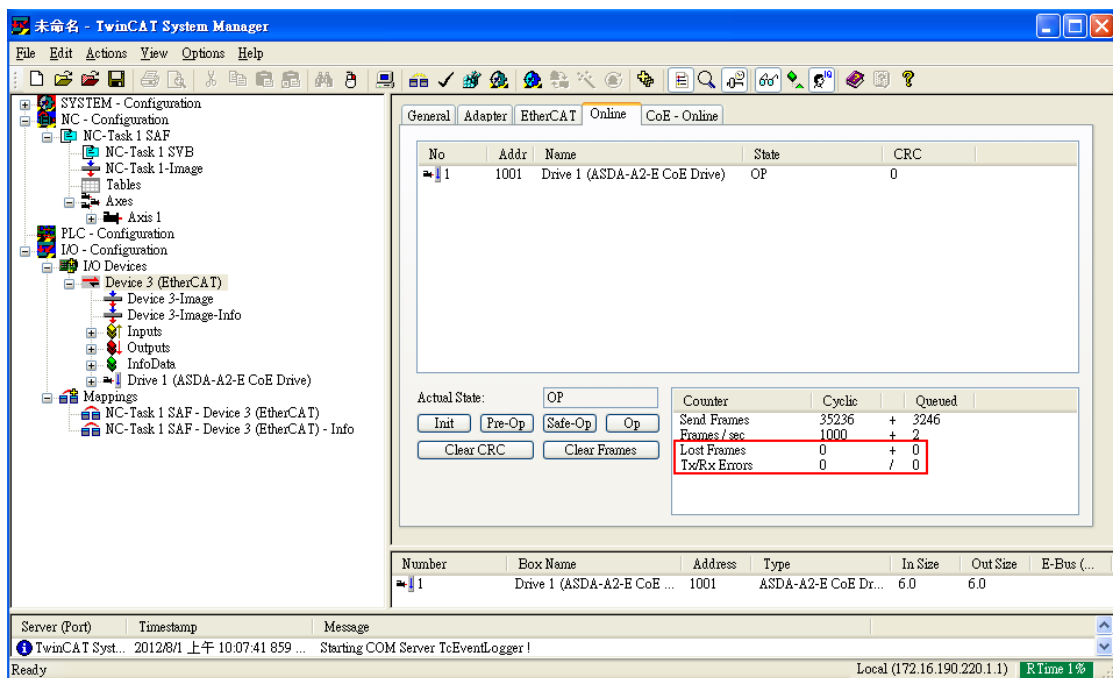 未命名 - TwinCAT System Manager
File Edit Actions View Options Help
SYSTEM - Configuration
NC - Configuration
NC-Task 1 SAF
NC-Task 1 SVB
NC-Task 1-Image
Tables
Axes
Axis 1
PLC - Configuration
I/O - Configuration
I/O Devices
Device 3 (EtherCAT)
Device 3-Image
Device 3-Image-Info
Inputs
Outputs
InfoData
Drive 1 (ASDA-A2-E CoE Drive)
Mappings
NC-Task 1 SAF - Device 3 (EtherCAT)
NC-Task 1 SAF - Device 3 (EtherCAT) - Info
General Adapter EtherCAT Online CoE - Online
No Addr Name State CRC
1 1001 Drive 1 (ASDA-A2-E CoE Drive) OP 0
Actual State: OP
Init Pre-Op Safe-Op Op
Clear CRC Clear Frames
Counter Cyclic Queued
Send Frames 35236 + 3246
Frames / sec 1000 + 2
Lost Frames 0 + 0
Tx/Rx Errors 0 / 0
Number Box Name Address Type In Size Out Size E-Bus (...
1 Drive 1 (ASDA-A2-E CoE ... 1001 ASDA-A2-E CoE Dr... 6.0 6.0
Server (Port) Timestamp Message
TwinCAT Syst... 2012/8/1 上午 10:07:41 859 ... Starting COM Server TcEventLogger !
Ready Local (172.16.190.220.1.1) RTime 1%